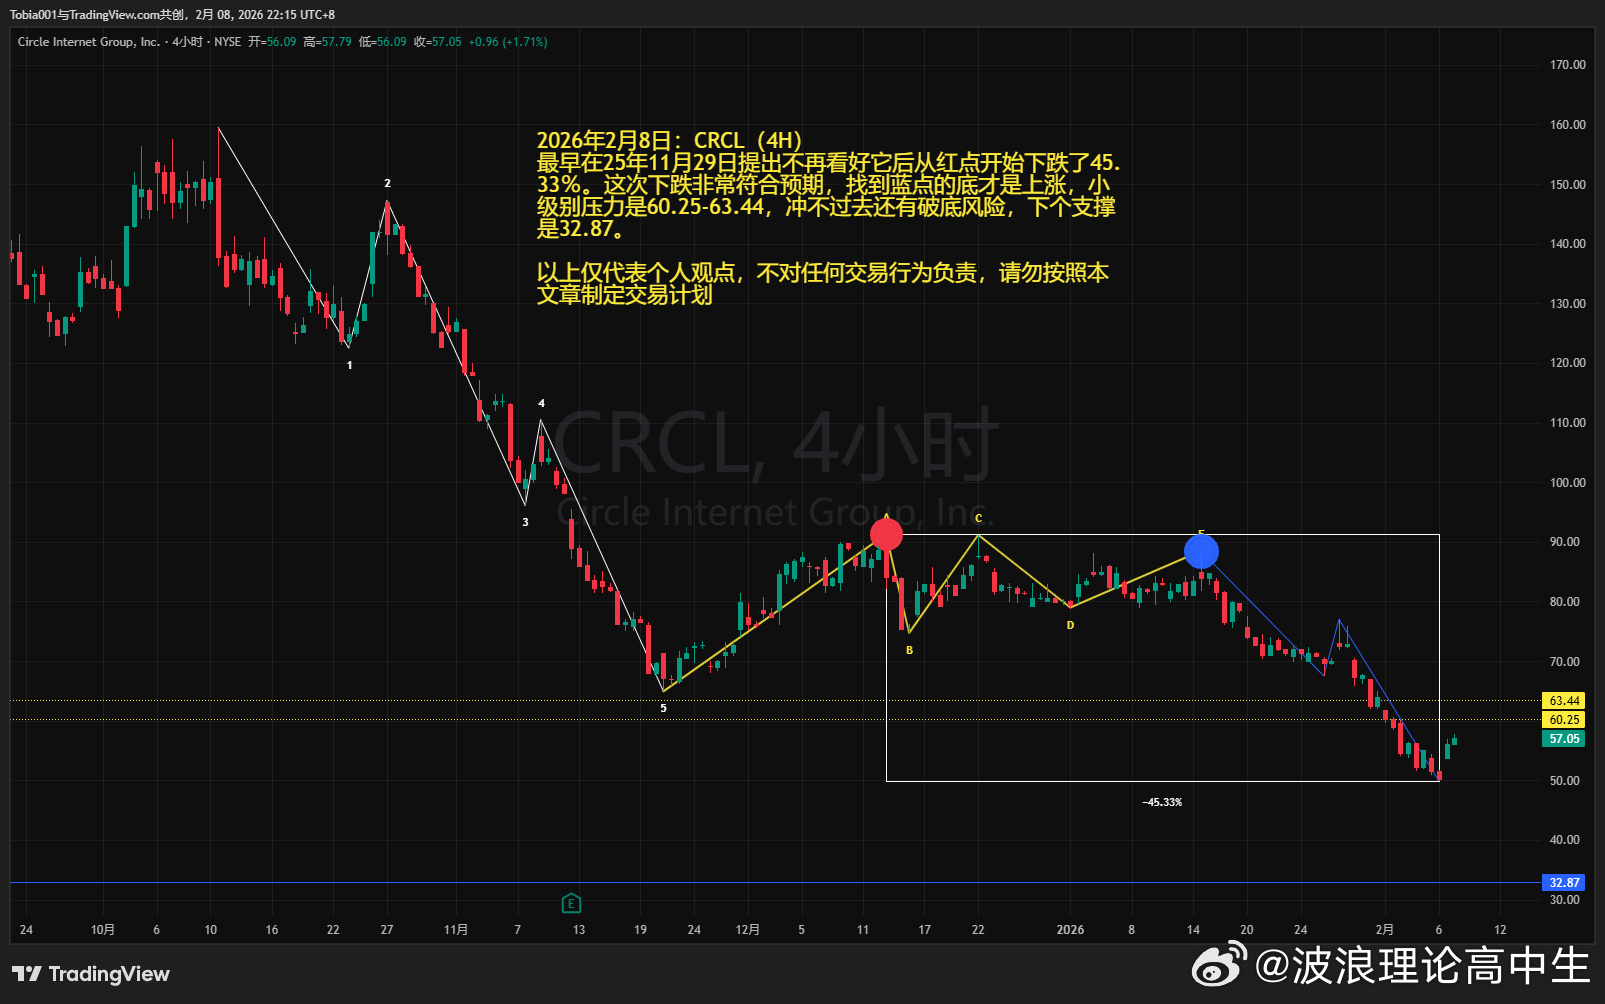 Tobia001与TradingView.com共创，2月 08, 2026 22:15 UTC+8
Circle Internet Group, Inc. · 4小时 · NYSE 开=56.09 高=57.79 低=56.09 收=57.05 +0.96 (+1.71%)
2026年2月8日：CRCL（4H）
最早在25年11月29日提出不再看好它后从红点开始下跌了45.
33%。这次下跌非常符合预期，找到蓝点的底才是上涨，小
级别压力是60.25-63.44，冲不过去还有破底风险，下个支撑
是32.87。
以上仅代表个人观点，不对任何交易行为负责，请勿按照本
文章制定交易计划
CRCL, 4小时
Circle Internet Group, Inc.
1
2
3
4
5
A
B
C
D
E
−45.33%
170.00
160.00
150.00
140.00
130.00
120.00
110.00
100.00
90.00
80.00
70.00
63.44
60.25
57.05
50.00
40.00
32.87
30.00
E
24 10月 6 10 16 22 27 11月 7 13 19 24 12月 5 11 17 22 2026 8 14 20 24 2月 6 12
TradingView
@波浪理论高中生